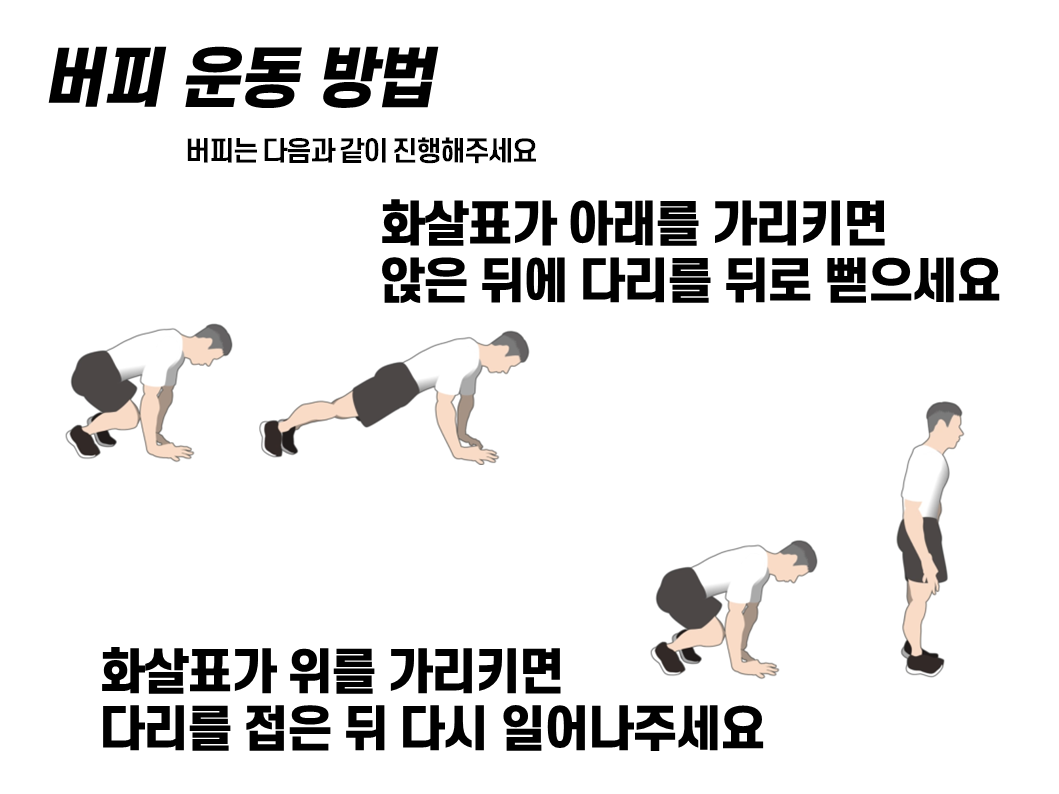 버피 운동 방법
버피는 다음과 같이 진행해주세요
화살표가 아래를 가리키면
앉은 뒤에 다리를 뒤로 뻗으세요
화살표가 위를 가리키면
다리를 접은 뒤 다시 일어나주세요